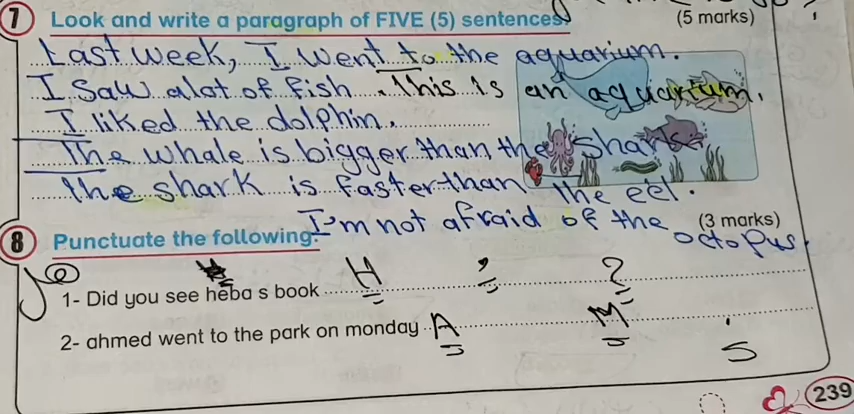 7 Look and write a paragraph of FIVE (5) sentences. (5 marks)
Last week, I went to the aquarium.
I saw alot of fish. this is an aquarium.
I liked the dolphin.
The whale is bigger than the shark.
the shark is faster than the eel.
I'm not afraid of the octopus.
(3 marks)
8 Punctuate the following:
1- Did you see heba s book H ' ?
2- ahmed went to the park on monday A M .
239